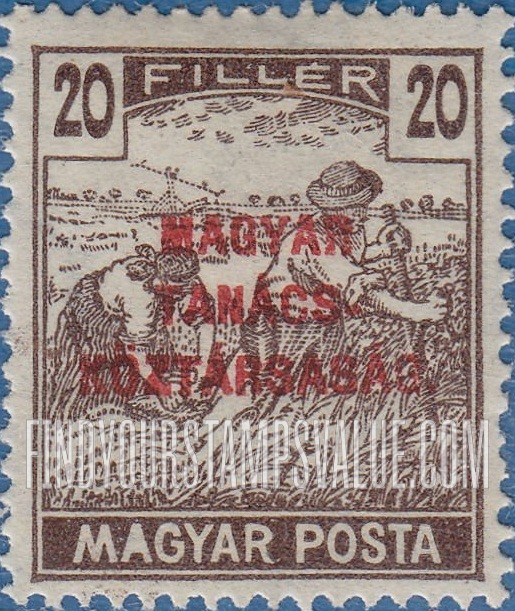 20 FILLÉR 20
MAGYAR
TANÁCS-
KÖZTÁRSASÁG
FINDYOURSTAMPSVALUE.COM
MAGYAR POSTA